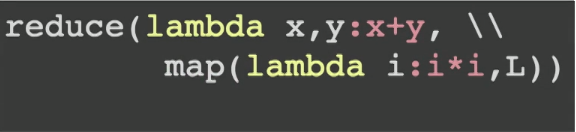 reduce(lambda x,y:x+y, \\
map(lambda i:i*i,L))